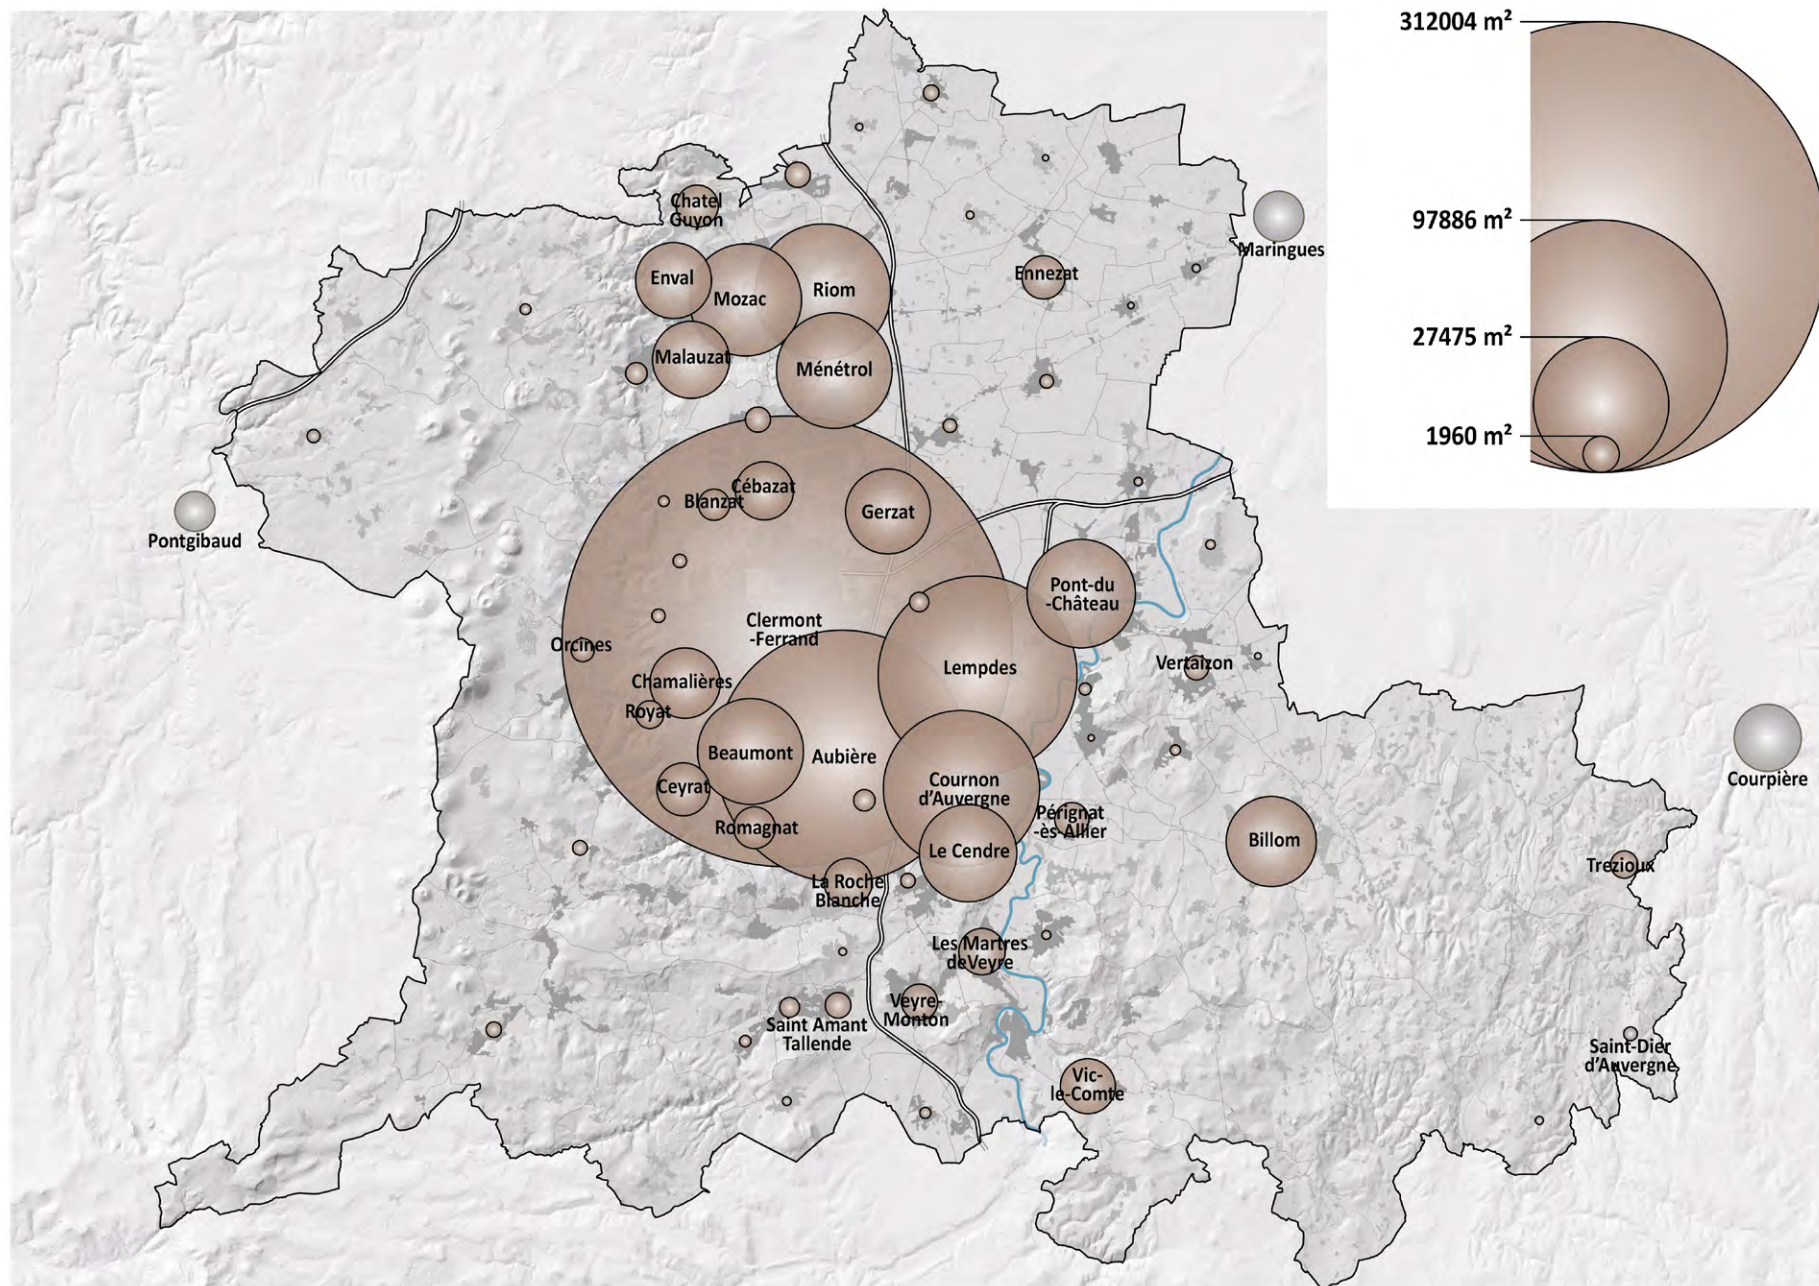 312004 m²
97886 m²
27475 m²
1960 m²
Chatel
Guyon
Maringues
Enval
Mozac
Riom
Ennezat
Malauzat
Ménétrol
Cébazat
Blanzat
Gerzat
Pontgibaud
Pont-du
-Château
Clermont
-Ferrand
Orcines
Lempdes
Vertaizon
Chamalières
Royat
Beaumont
Aubière
Cournon
d'Auvergne
Courpière
Ceyrat
Romagnat
Pérignat
-ès Allier
Billom
Le Cendre
Trezioux
La Roche
Blanche
Les Martres
deVeyre
Veyre-
Monton
Saint Amant
Tallende
Saint-Dier
d'Auvergne
Vic-
le-Comte